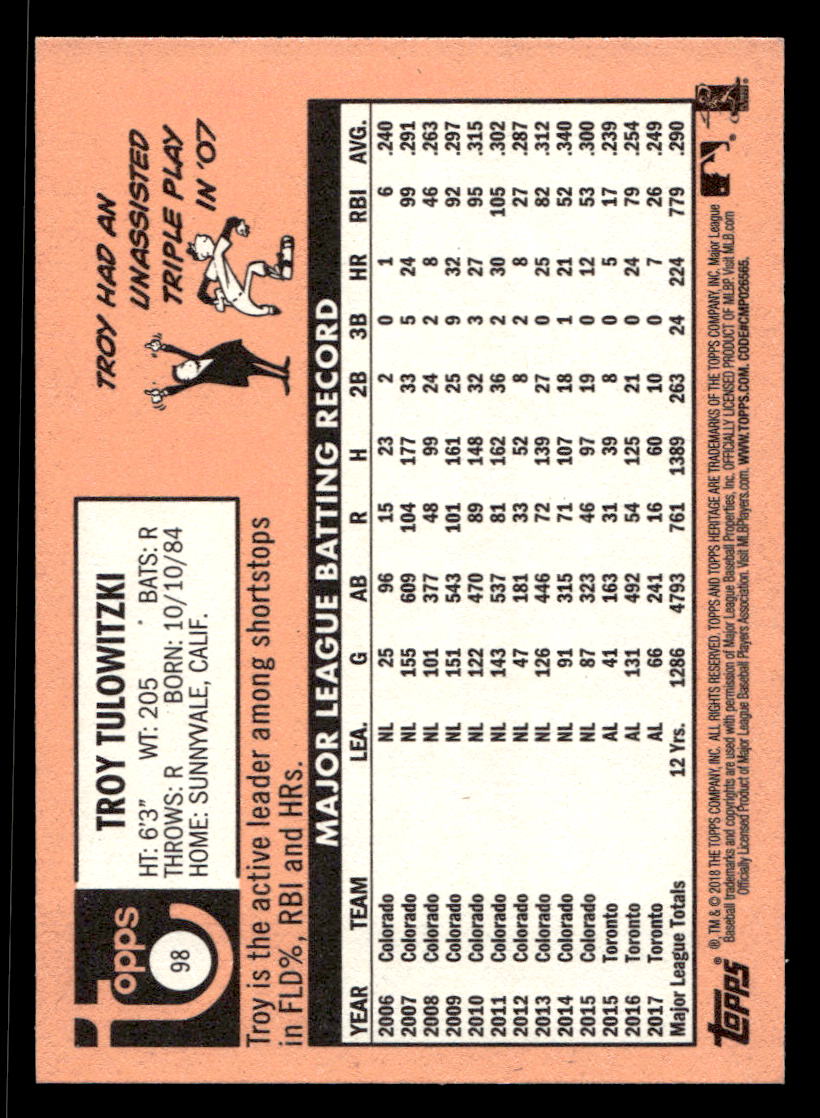 Topps
98
TROY TULOWITZKI
HT: 6'3" WT: 205 BATS: R
THROWS: R BORN: 10/10/84
HOME: SUNNYVALE, CALIF.
TROY HAD AN
UNASSISTED
TRIPLE PLAY
IN '07
Troy is the active leader among shortstops
in FLD%, RBI and HRs.
MAJOR LEAGUE BATTING RECORD
YEAR TEAM LEA. G AB R H 2B 3B HR RBI AVG.
2006 Colorado NL 25 96 15 23 2 0 1 6 .240
2007 Colorado NL 155 609 104 177 33 5 24 99 .291
2008 Colorado NL 101 377 48 99 24 2 8 46 .263
2009 Colorado NL 151 543 101 161 25 9 32 92 .297
2010 Colorado NL 122 470 89 148 32 3 27 95 .315
2011 Colorado NL 143 537 81 162 36 2 30 105 .302
2012 Colorado NL 47 181 33 52 8 2 8 27 .287
2013 Colorado NL 126 446 72 139 27 0 25 82 .312
2014 Colorado NL 91 315 71 107 18 1 21 52 .340
2015 Colorado NL 87 323 46 97 19 0 12 53 .300
2015 Toronto AL 41 163 31 39 8 0 5 17 .239
2016 Toronto AL 131 492 54 125 21 0 24 79 .254
2017 Toronto AL 66 241 16 60 10 0 7 26 .249
Major League Totals 12 Yrs. 1286 4793 761 1389 263 24 224 779 .290
Topps ®
®, TM & © 2018 THE TOPPS COMPANY, INC. ALL RIGHTS RESERVED. TOPPS AND TOPPS HERITAGE ARE TRADEMARKS OF THE TOPPS COMPANY, INC. Major League
Baseball trademarks and copyrights are used with permission of Major League Baseball Properties, Inc. OFFICIALLY LICENSED PRODUCT OF MLBP. Visit MLB.com
Officially Licensed Product of Major League Baseball Players Association. Visit MLBPlayers.com. WWW.TOPPS.COM. CODE#CMP026565.